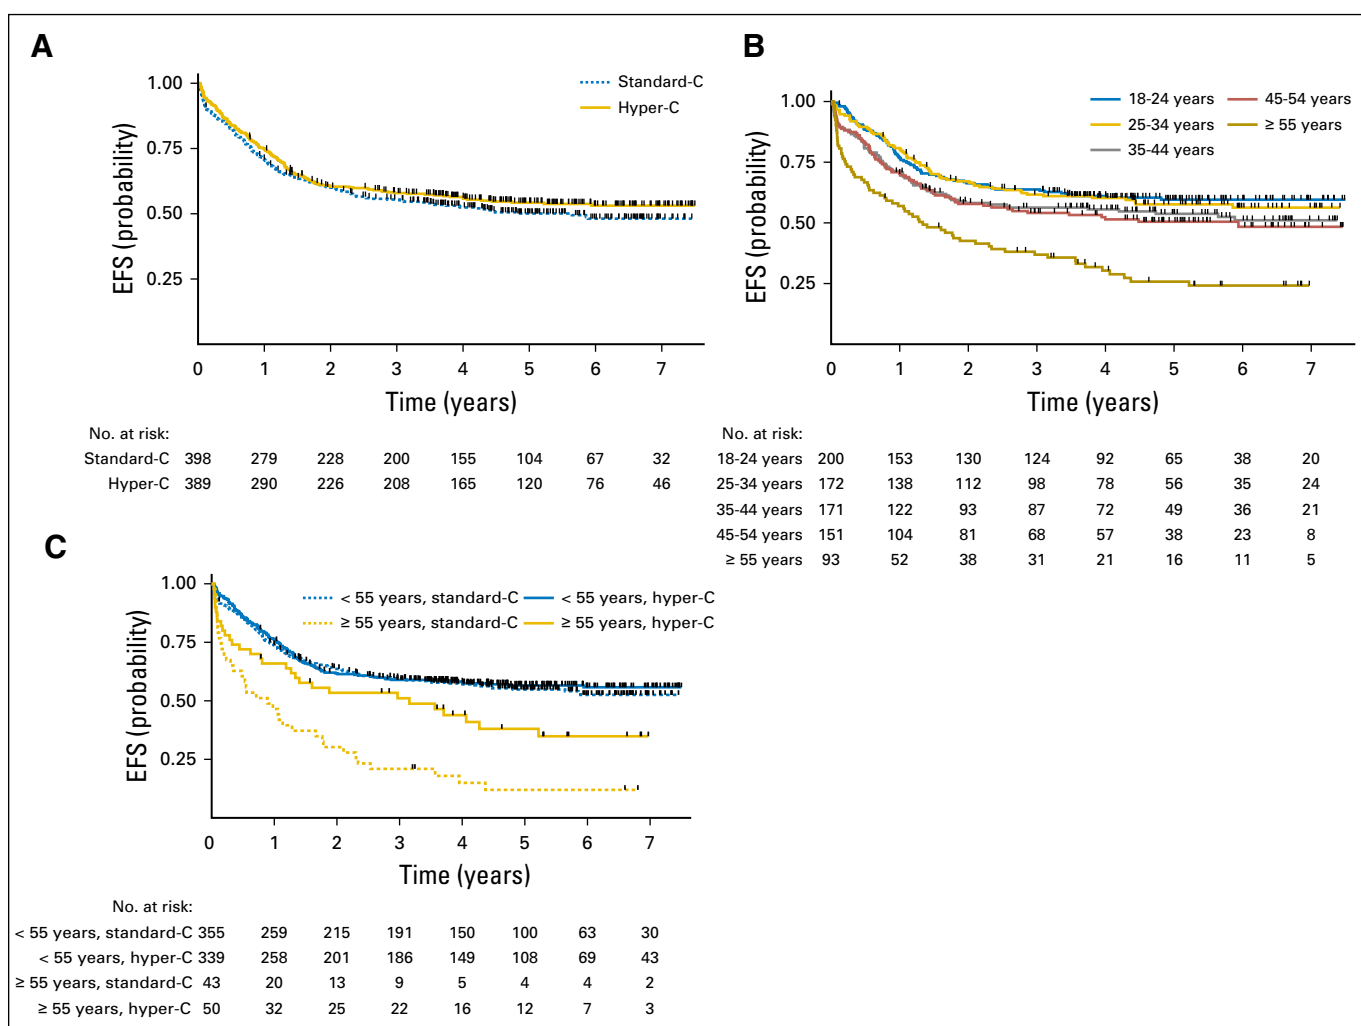 A
1.00
0.75
0.50
0.25
EFS (probability)
Standard-C
Hyper-C
0 1 2 3 4 5 6 7
Time (years)
No. at risk:
Standard-C 398 279 228 200 155 104 67 32
Hyper-C 389 290 226 208 165 120 76 46
B
1.00
0.75
0.50
0.25
EFS (probability)
18-24 years 45-54 years
25-34 years ≥ 55 years
35-44 years
0 1 2 3 4 5 6 7
Time (years)
No. at risk:
18-24 years 200 153 130 124 92 65 38 20
25-34 years 172 138 112 98 78 56 35 24
35-44 years 171 122 93 87 72 49 36 21
45-54 years 151 104 81 68 57 38 23 8
≥ 55 years 93 52 38 31 21 16 11 5
C
1.00
0.75
0.50
0.25
EFS (probability)
< 55 years, standard-C < 55 years, hyper-C
≥ 55 years, standard-C ≥ 55 years, hyper-C
0 1 2 3 4 5 6 7
Time (years)
No. at risk:
< 55 years, standard-C 355 259 215 191 150 100 63 30
< 55 years, hyper-C 339 258 201 186 149 108 69 43
≥ 55 years, standard-C 43 20 13 9 5 4 4 2
≥ 55 years, hyper-C 50 32 25 22 16 12 7 3